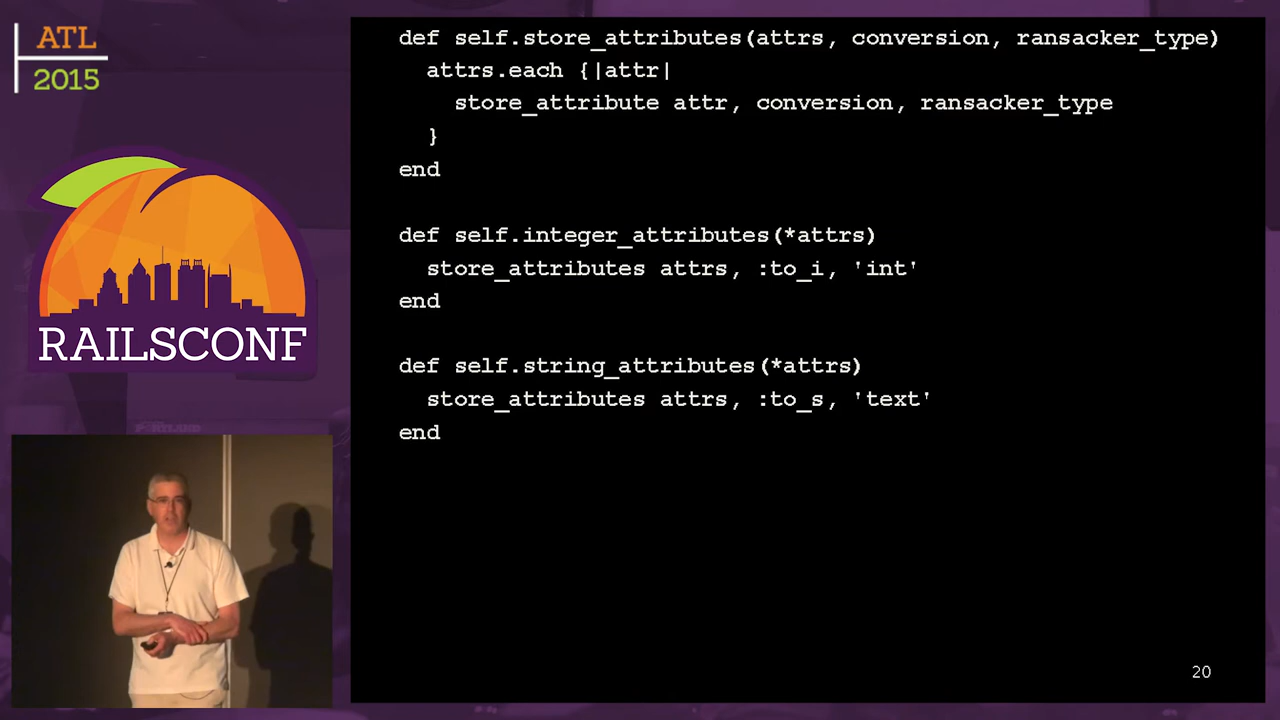 ATL
2015
RAILSCONF
def self.store_attributes(attrs, conversion, ransacker_type)
attrs.each {|attr|
store_attribute attr, conversion, ransacker_type
}
end
def self.integer_attributes(*attrs)
store_attributes attrs, :to_i, 'int'
end
def self.string_attributes(*attrs)
store_attributes attrs, :to_s, 'text'
end
20